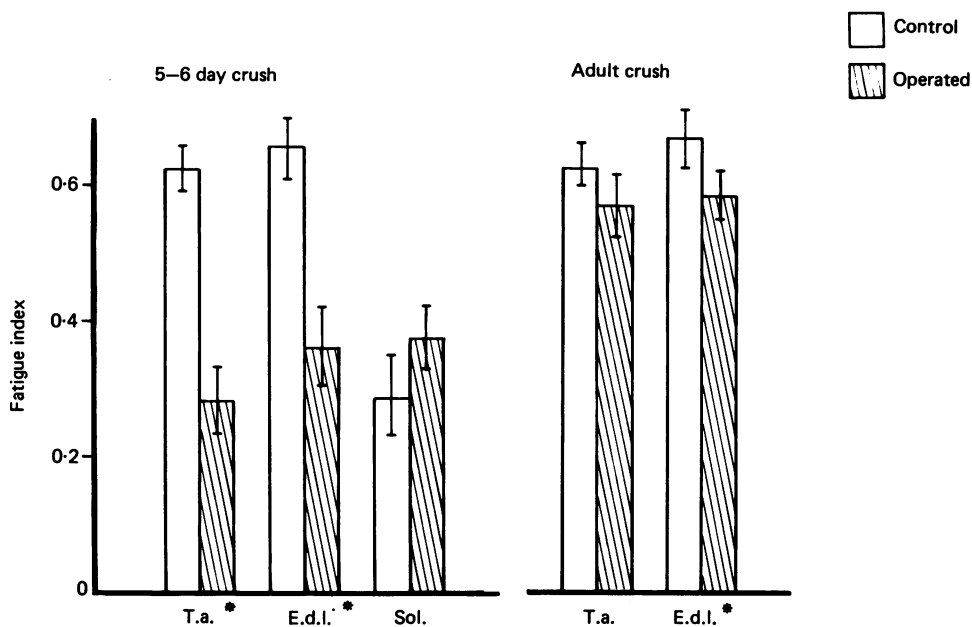 Control
Operated
5–6 day crush
Adult crush
Fatigue index
0·6
0·4
0·2
0
T.a. *
E.d.l. *
Sol.
T.a.
E.d.l. *